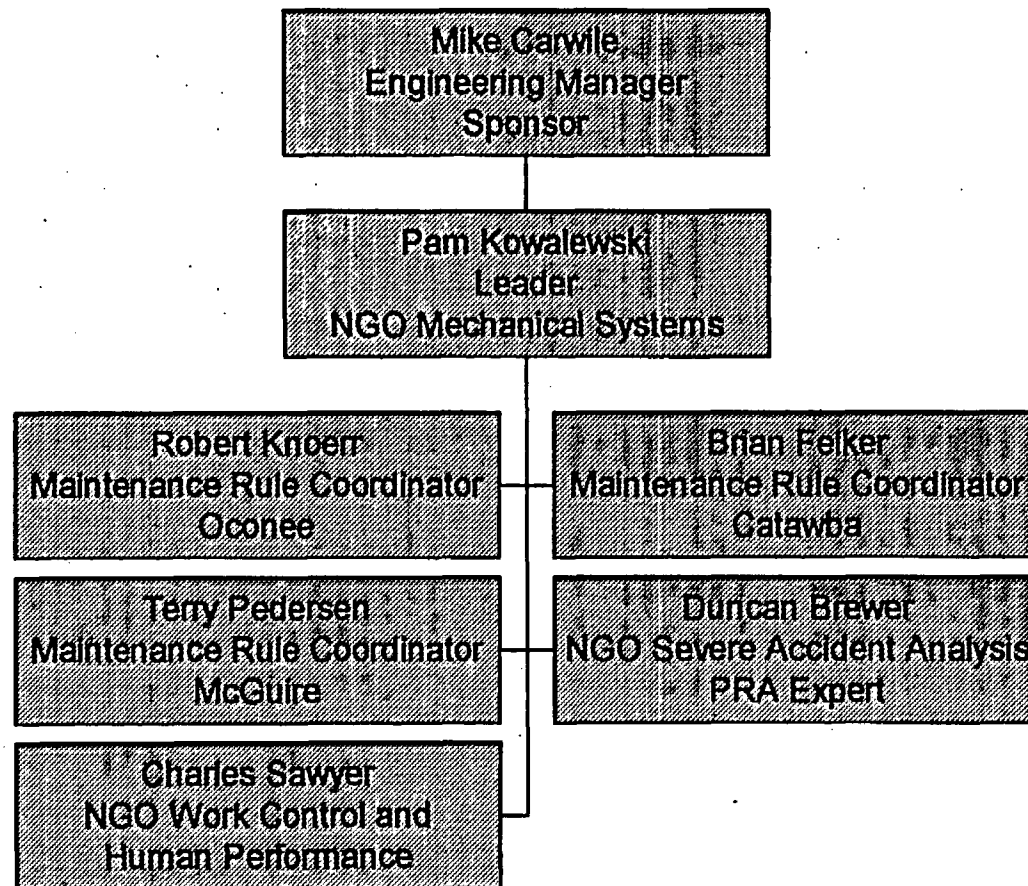 Mike Carwile
Engineering Manager
Sponsor
Pam Kowalewski
Leader
NGO Mechanical Systems
Robert Knoerr
Maintenance Rule Coordinator
Oconee
Brian Felker
Maintenance Rule Coordinator
Catawba
Terry Pedersen
Maintenance Rule Coordinator
McGuire
Duncan Brewer
NGO Severe Accident Analysis
PRA Expert
Charles Sawyer
NGO Work Control and
Human Performance